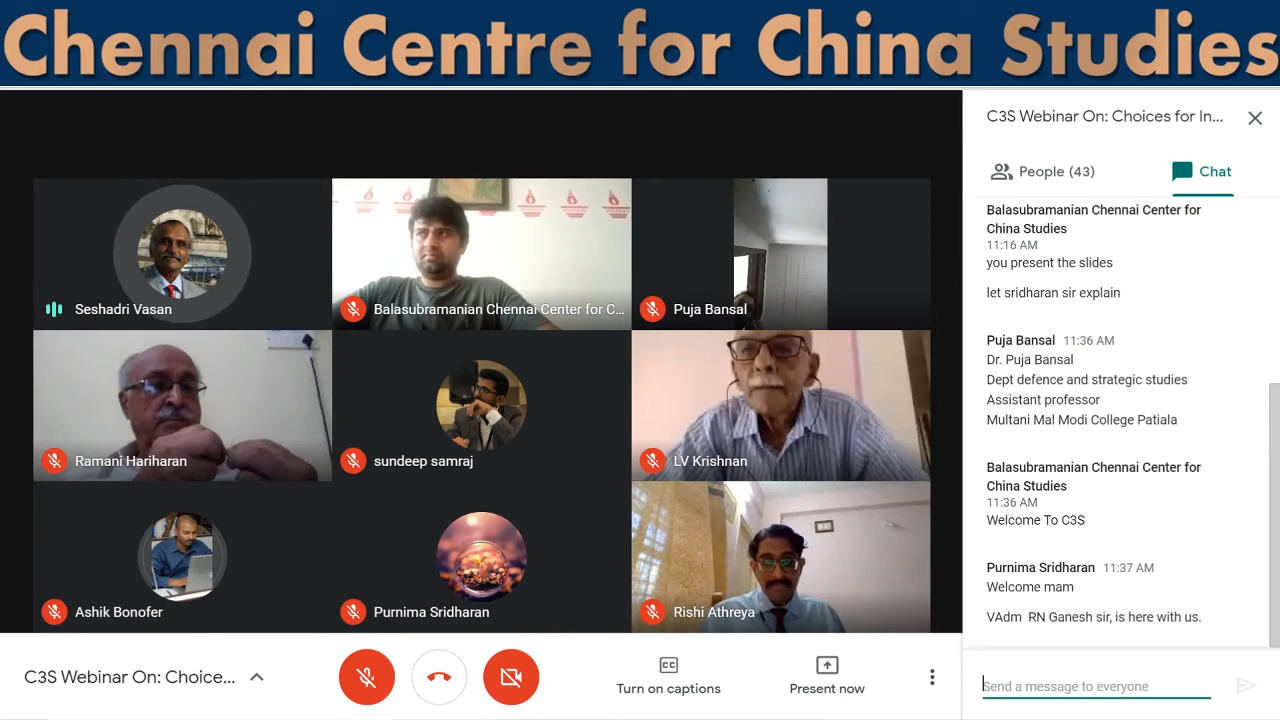 Chennai Centre for China Studies
Seshadri Vasan
Balasubramanian Chennai Center for C...
Puja Bansal
Ramani Hariharan
sundeep samraj
LV Krishnan
Ashik Bonofer
Purnima Sridharan
Rishi Athreya
C3S Webinar On: Choice...
CC
Turn on captions
Present now
C3S Webinar On: Choices for In...
People (43)
Chat
Balasubramanian Chennai Center for
China Studies
11:16 AM
you present the slides
let sridharan sir explain
Puja Bansal 11:36 AM
Dr. Puja Bansal
Dept defence and strategic studies
Assistant professor
Multani Mal Modi College Patiala
Balasubramanian Chennai Center for
China Studies
11:36 AM
Welcome To C3S
Purnima Sridharan 11:37 AM
Welcome mam
VAdm RN Ganesh sir, is here with us.
Send a message to everyone